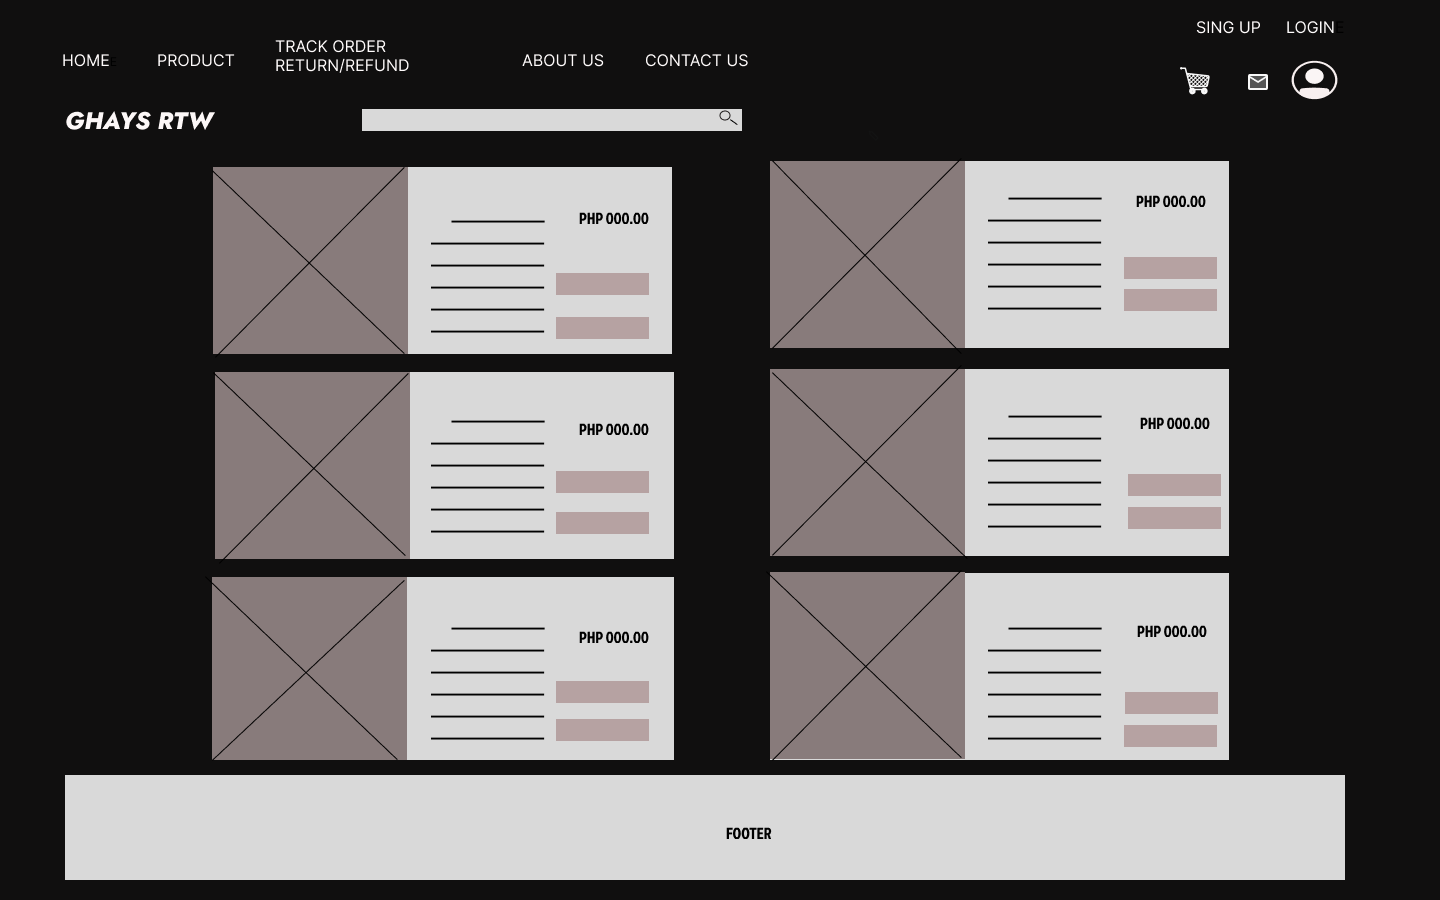 SING UP LOGIN
HOME PRODUCT TRACK ORDER
RETURN/REFUND ABOUT US CONTACT US
GHAYS RTW
PHP 000.00
PHP 000.00
PHP 000.00
PHP 000.00
PHP 000.00
PHP 000.00
FOOTER